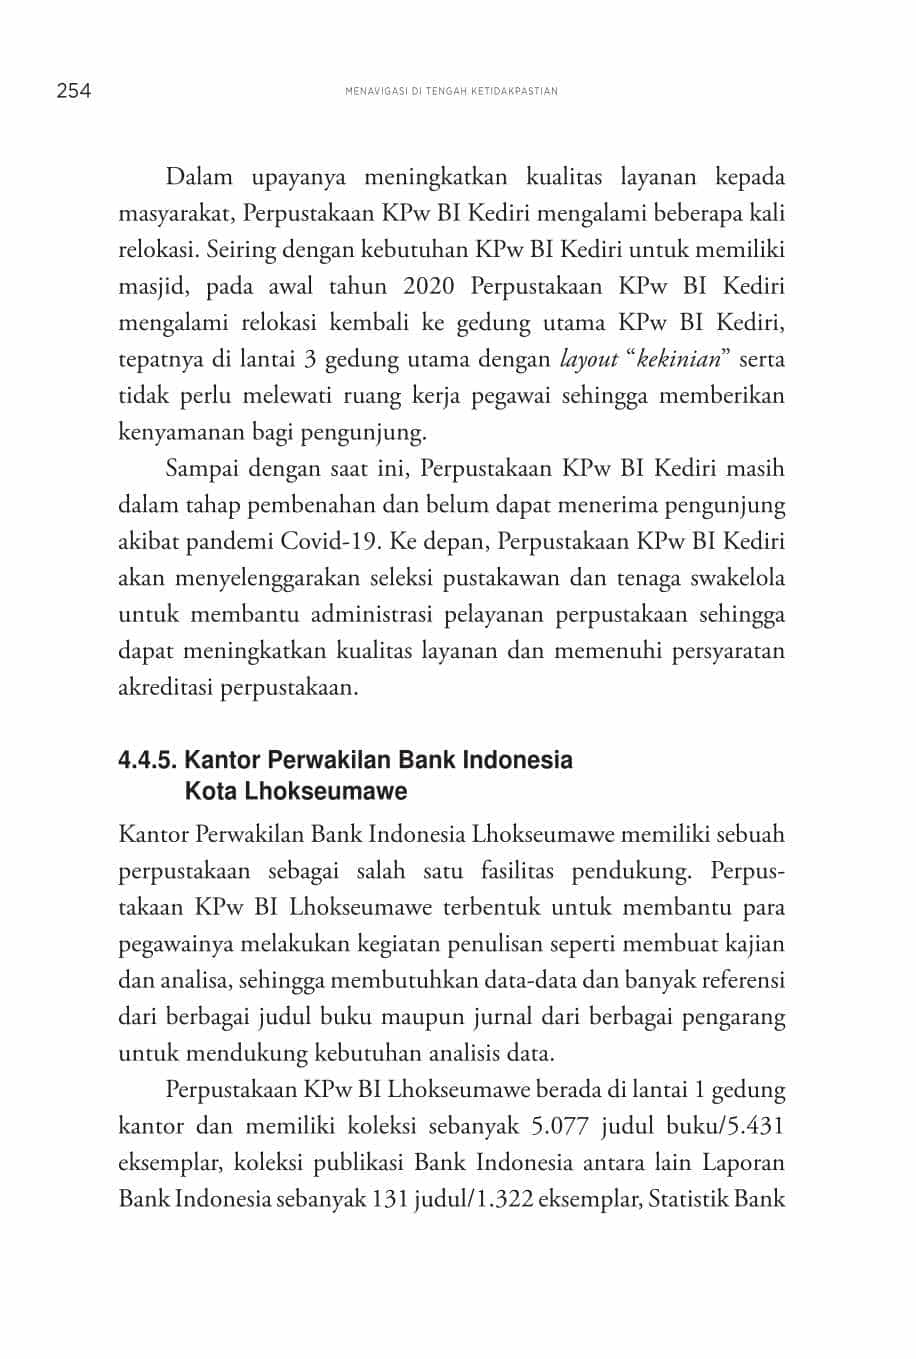 254
MENAVIGASI DI TENGAH KETIDAKPASTIAN
Dalam upayanya meningkatkan kualitas layanan kepada
masyarakat, Perpustakaan KPw BI Kediri mengalami beberapa kali
relokasi. Seiring dengan kebutuhan KPw BI Kediri untuk memiliki
masjid, pada awal tahun 2020 Perpustakaan KPw BI Kediri
mengalami relokasi kembali ke gedung utama KPw BI Kediri,
tepatnya di lantai 3 gedung utama dengan layout “kekinian” serta
tidak perlu melewati ruang kerja pegawai sehingga memberikan
kenyamanan bagi pengunjung.
Sampai dengan saat ini, Perpustakaan KPw BI Kediri masih
dalam tahap pembenahan dan belum dapat menerima pengunjung
akibat pandemi Covid-19. Ke depan, Perpustakaan KPw BI Kediri
akan menyelenggarakan seleksi pustakawan dan tenaga swakelola
untuk membantu administrasi pelayanan perpustakaan sehingga
dapat meningkatkan kualitas layanan dan memenuhi persyaratan
akreditasi perpustakaan.
4.4.5. Kantor Perwakilan Bank Indonesia
Kota Lhokseumawe
Kantor Perwakilan Bank Indonesia Lhokseumawe memiliki sebuah
perpustakaan sebagai salah satu fasilitas pendukung. Perpus-
takaan KPw BI Lhokseumawe terbentuk untuk membantu para
pegawainya melakukan kegiatan penulisan seperti membuat kajian
dan analisa, sehingga membutuhkan data-data dan banyak referensi
dari berbagai judul buku maupun jurnal dari berbagai pengarang
untuk mendukung kebutuhan analisis data.
Perpustakaan KPw BI Lhokseumawe berada di lantai 1 gedung
kantor dan memiliki koleksi sebanyak 5.077 judul buku/5.431
eksemplar, koleksi publikasi Bank Indonesia antara lain Laporan
Bank Indonesia sebanyak 131 judul/1.322 eksemplar, Statistik Bank